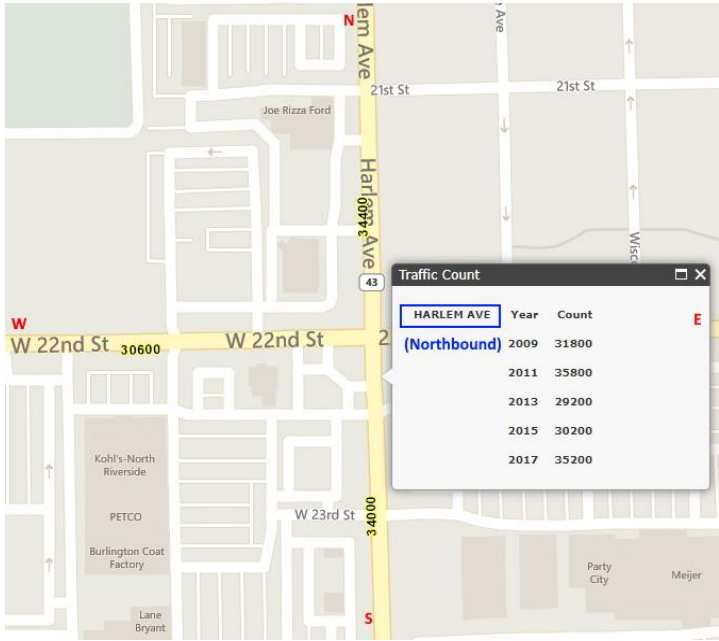 N
lem Ave
Ave
21st St
21st St
Joe Rizza Ford
Harlem Ave
34400
43
Wisc
Traffic Count
HARLEM AVE Year Count
(Northbound) 2009 31800
2011 35800
2013 29200
2015 30200
2017 35200
W
E
W 22nd St 30600 W 22nd St 2
Kohl's-North
Riverside
PETCO
Burlington Coat
Factory
Lane
Bryant
W 23rd St
34000
Party
City
Meijer
S